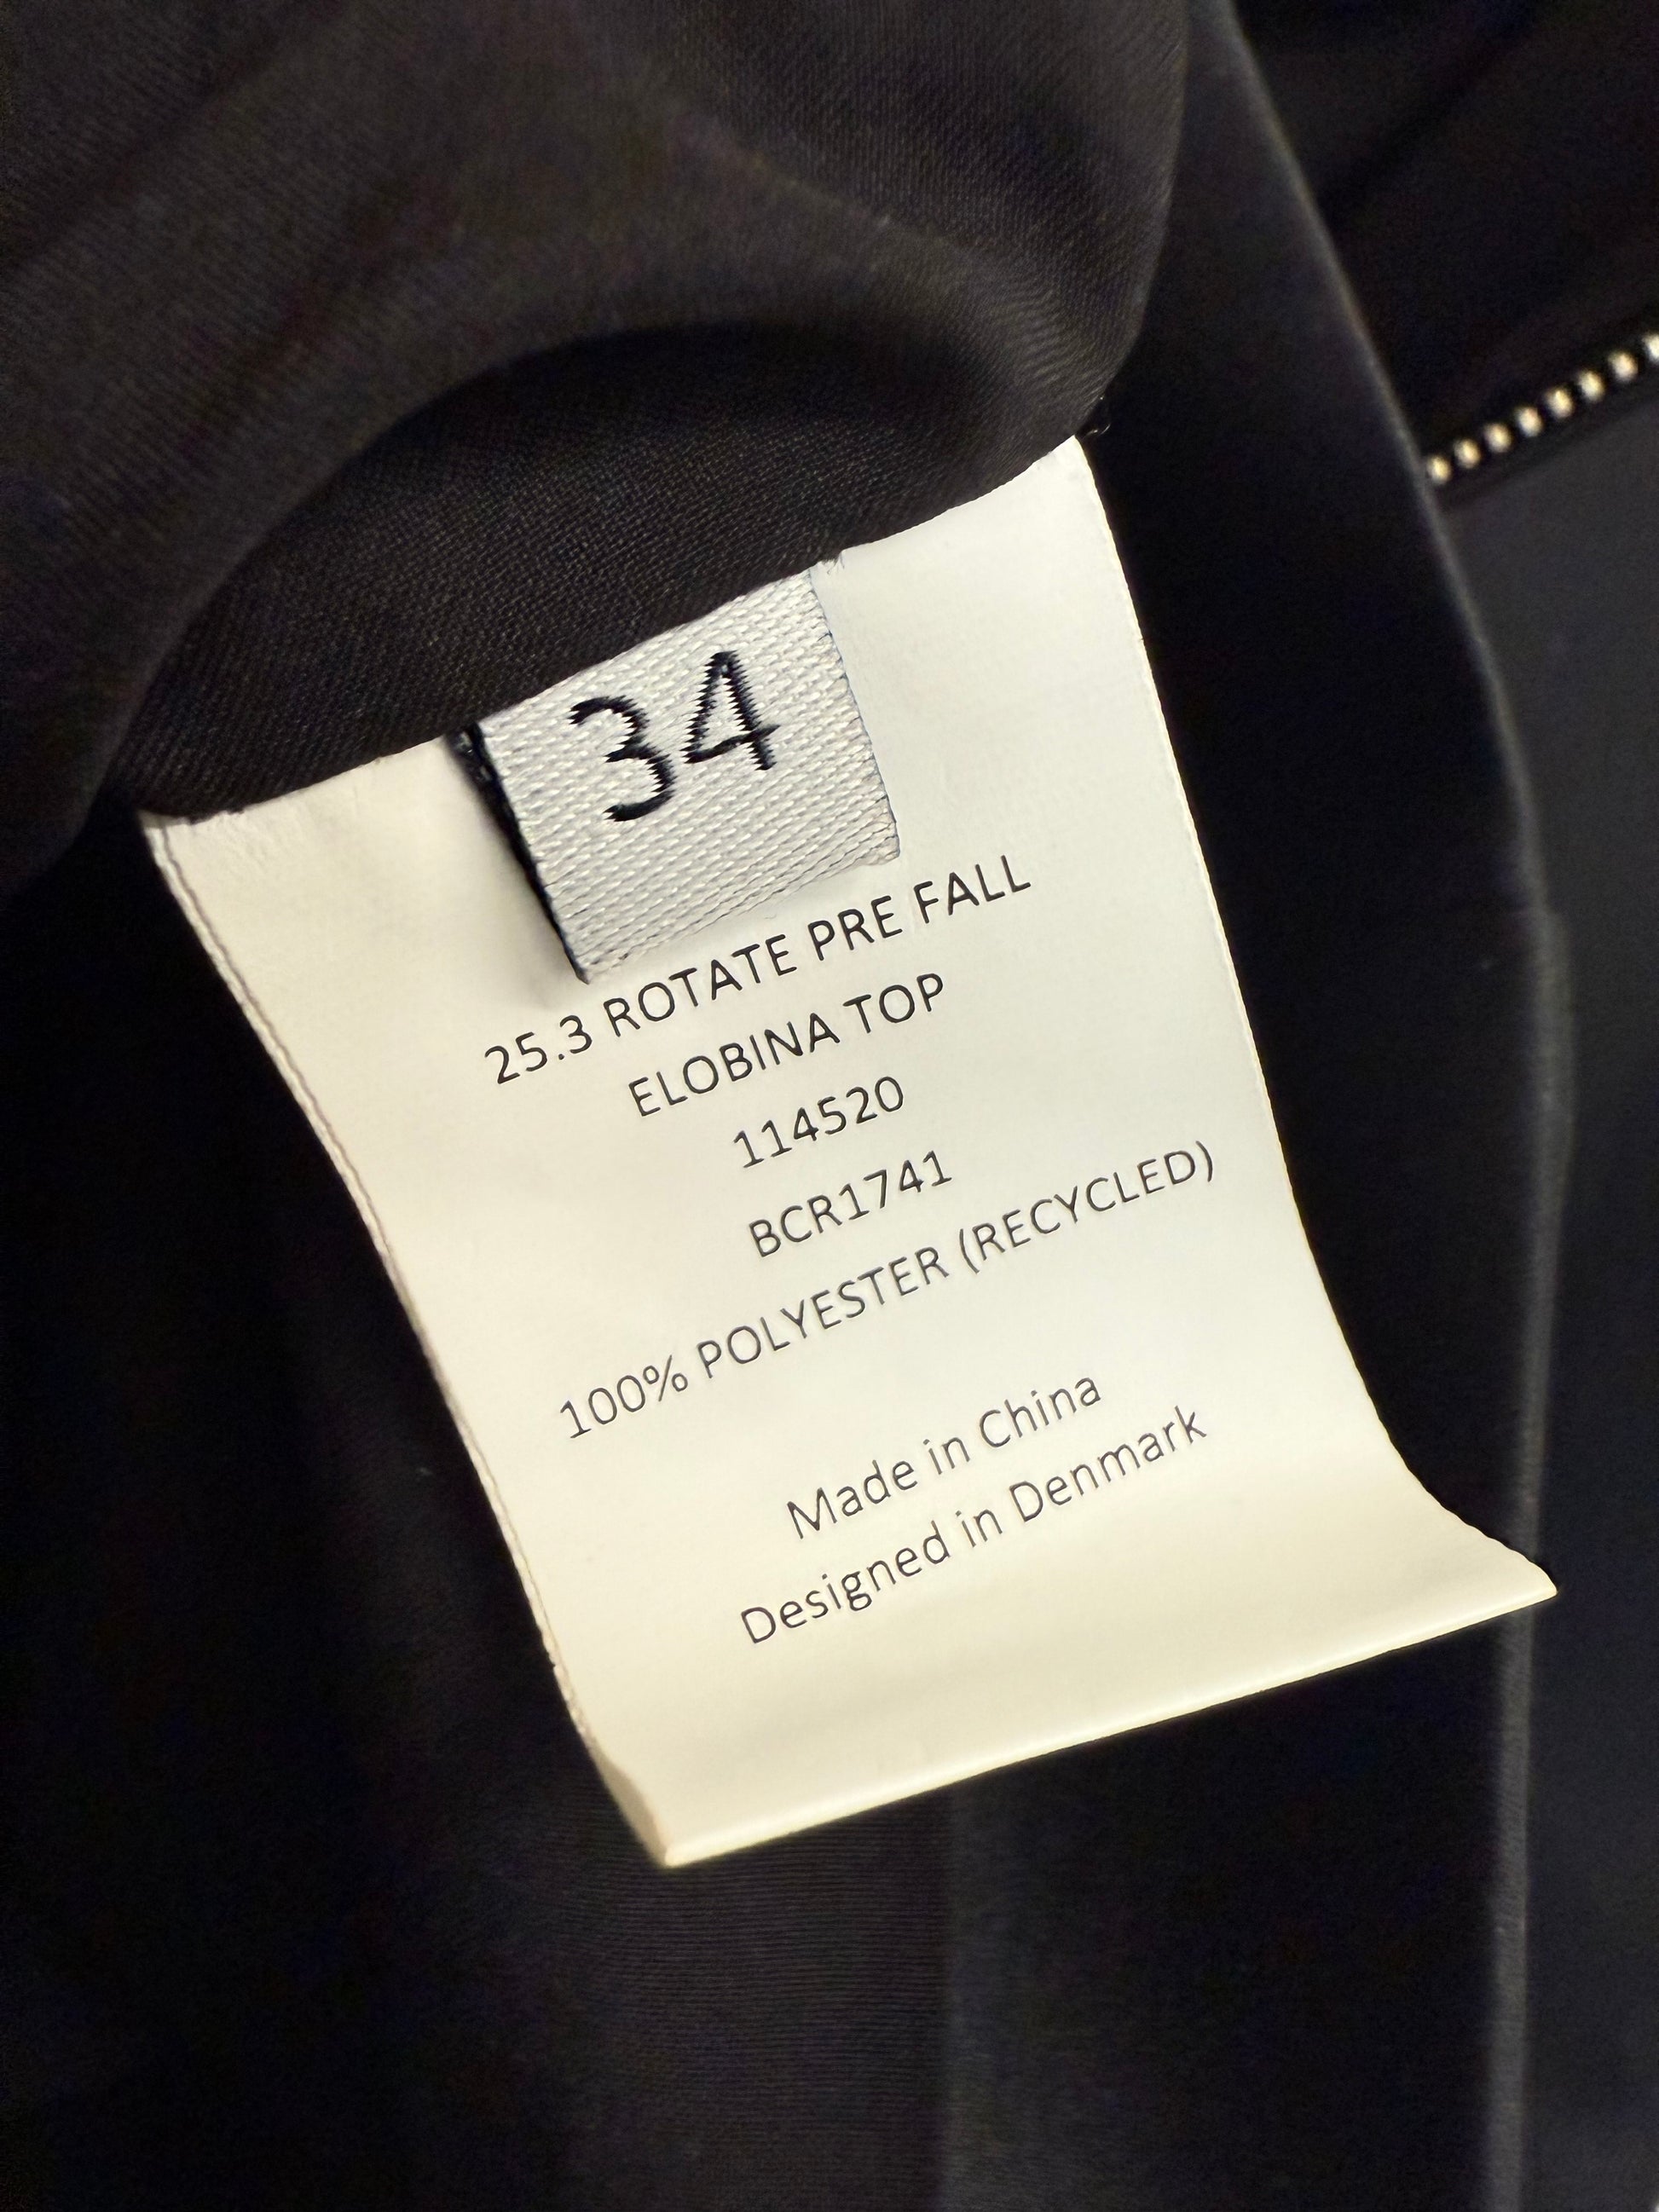 34
25.3 ROTATE PRE FALL
ELOBINA TOP
114520
BCR1741
100% POLYESTER (RECYCLED)
Made in China
Designed in Denmark